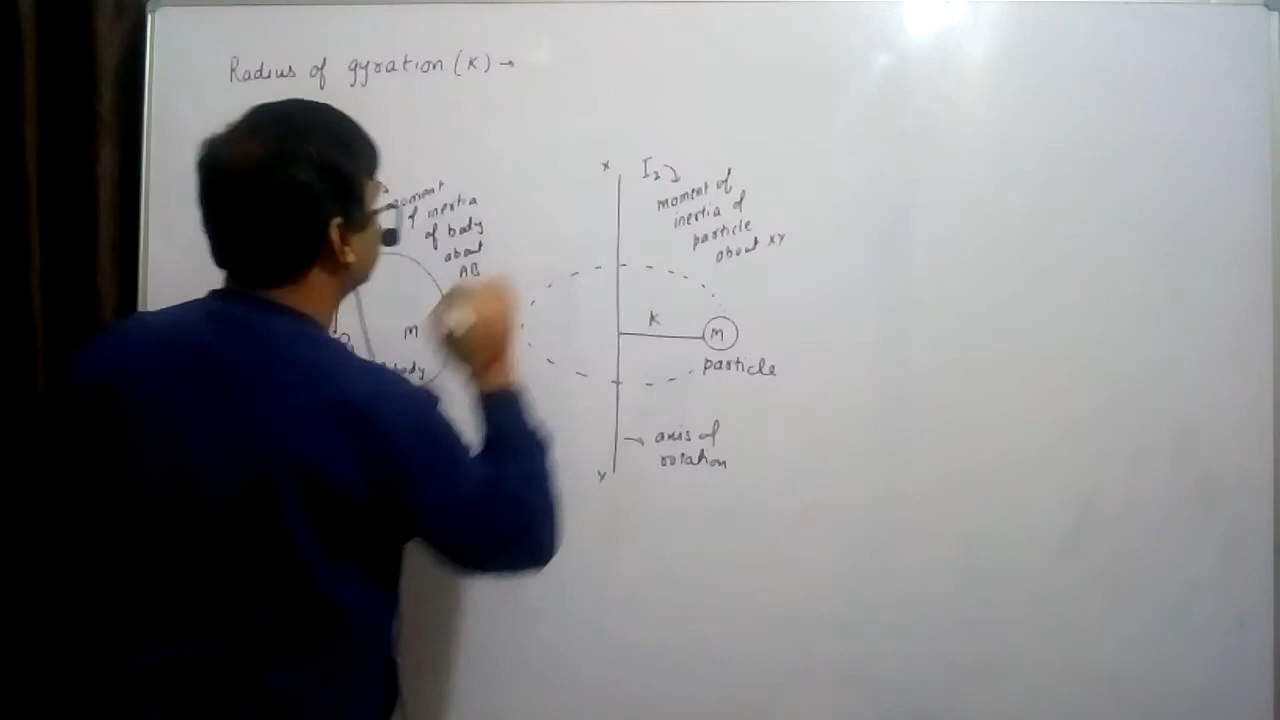 Radius of gyration (K) →
moment
of inertia
of body
about
AB
M
body
X
I₂
moment of
inertia of
particle
about XY
K
M
particle
→ axis of
rotation
Y